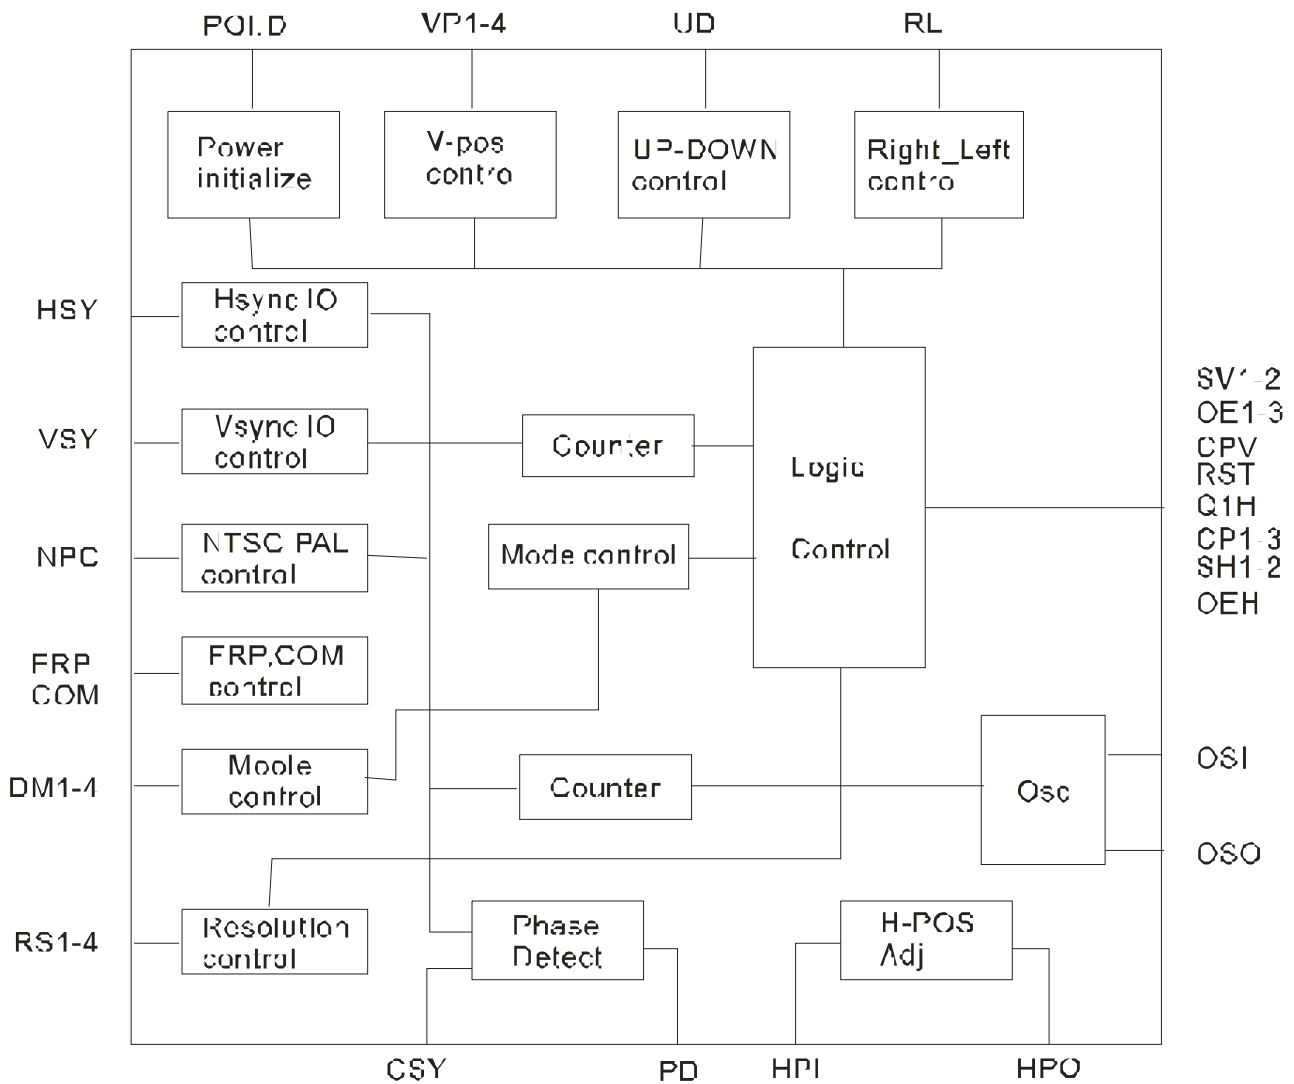 POI.D VP1-4 UD RL
Power
initialize
V-pos
contro
UP-DOWN
control
Right_Left
contro
HSY
Hsync IO
control
VSY
Vsync IO
control
Counter
NPC
NTSC PAL
control
Mode control
Logic
Control
SV1-2
OE1-3
CPV
RST
Q1H
CP1-3
SH1-2
OEH
FRP
COM
FRP,COM
control
DM1-4
Moole
control
Counter
Osc
OSI
OSO
RS1-4
Resolution
control
Phase
Detect
H-POS
Adj
CSY PD HPI HPO